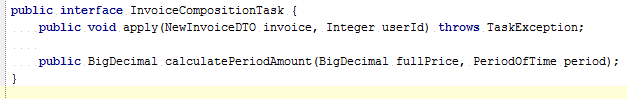 public interface InvoiceCompositionTask {
    public void apply(NewInvoiceDTO invoice, Integer userId) throws TaskException;
    public BigDecimal calculatePeriodAmount(BigDecimal fullPrice, PeriodOfTime period);
}